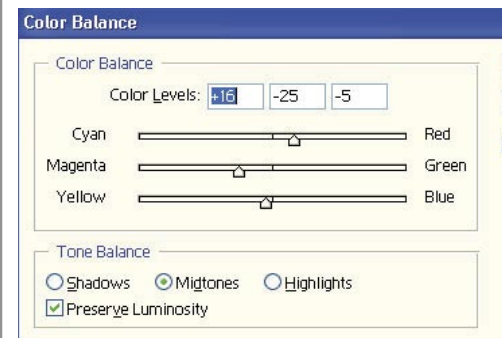 Color Balance
Color Balance
Color Levels: +16 -25 -5
Cyan Red
Magenta Green
Yellow Blue
Tone Balance
Shadows Midtones Highlights
Preserve Luminosity